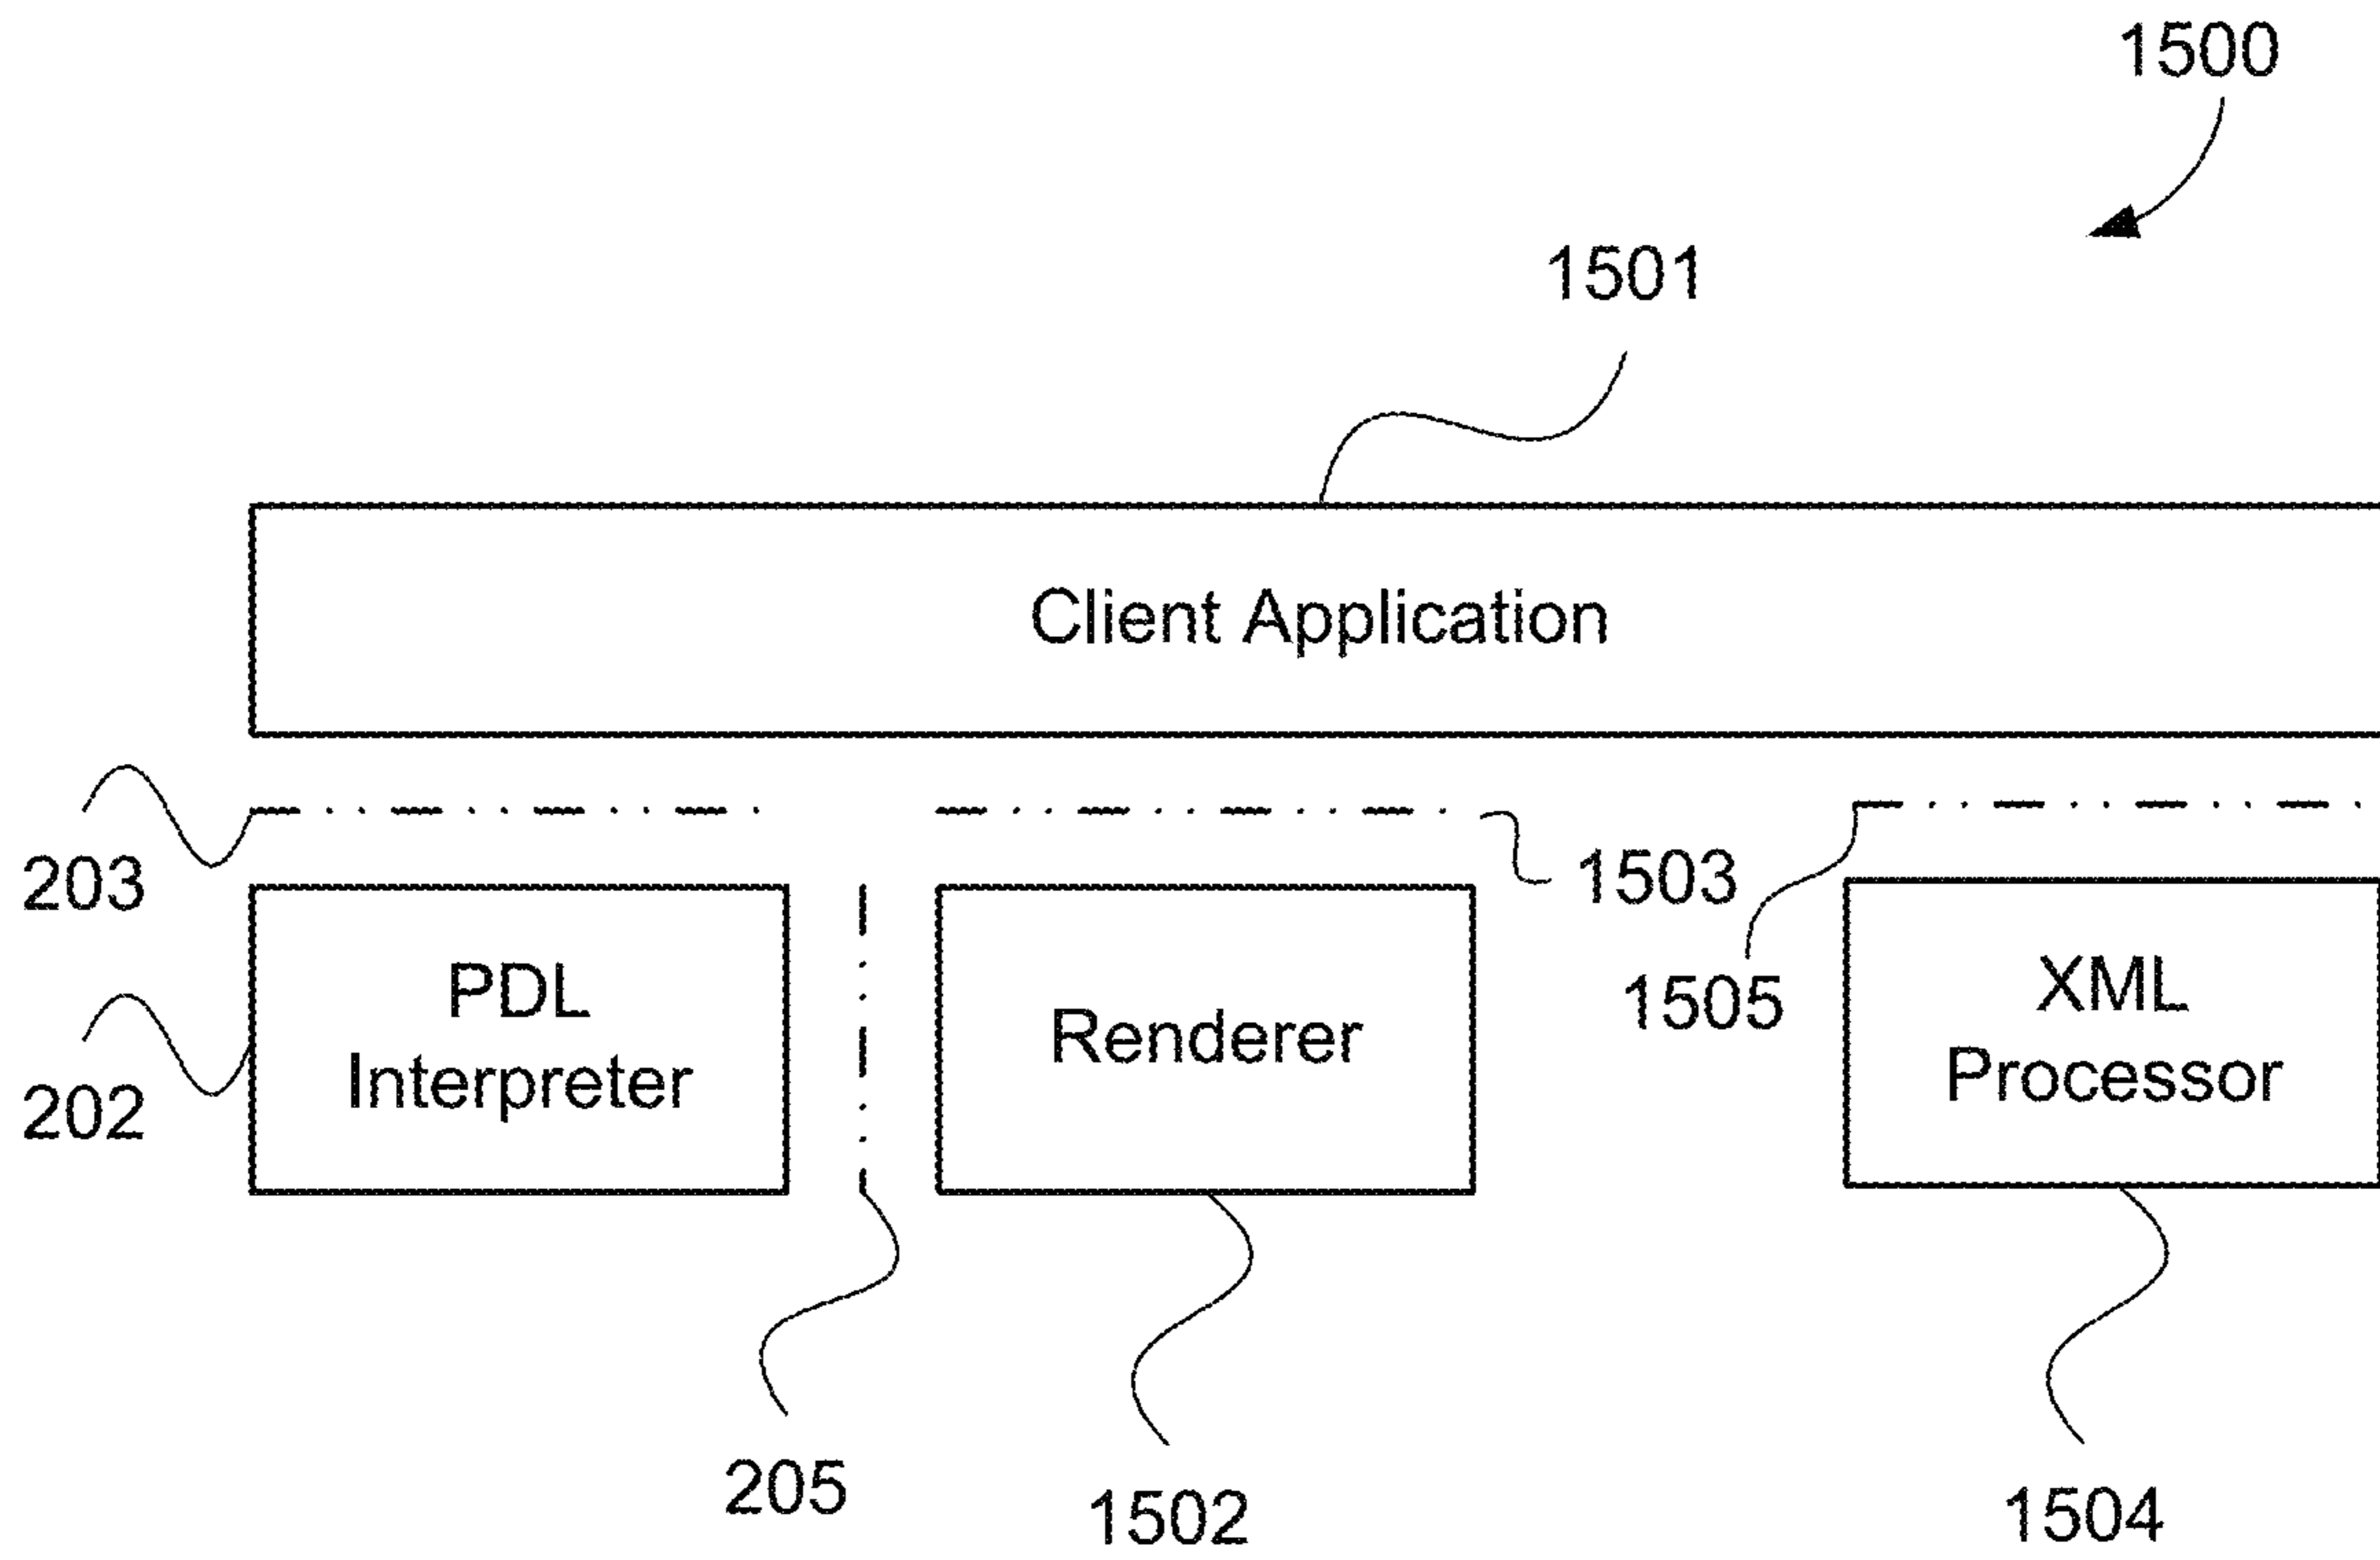 1500
1501
Client Application
203
1503
1505
PDL
Interpreter
Renderer
XML
Processor
202
205
1502
1504